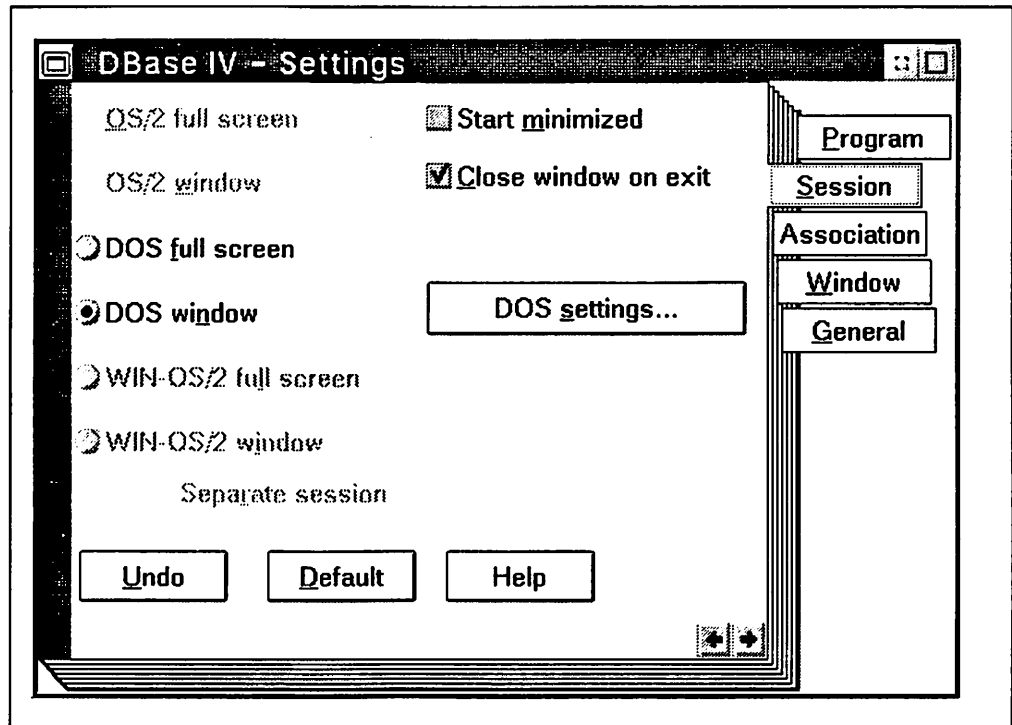 DBase IV – Settings
OS/2 full screen
Start minimized
OS/2 window
Close window on exit
DOS full screen
DOS window
DOS settings...
WIN-OS/2 full screen
WIN-OS/2 window
Separate session
Undo
Default
Help
Program
Session
Association
Window
General